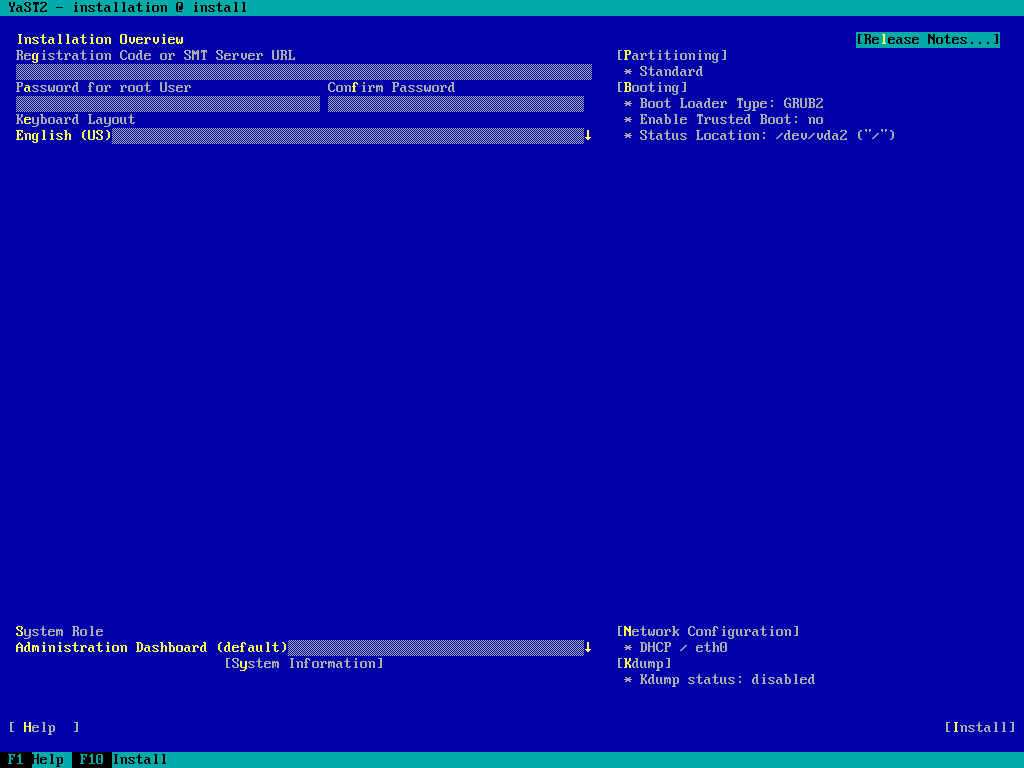 YaST2 - installation @ install
Installation Overview [Release Notes...]
Registration Code or SMT Server URL [Partitioning]
* Standard
Password for root User Confirm Password [Booting]
* Boot Loader Type: GRUB2
Keyboard Layout * Enable Trusted Boot: no
English (US)↓ * Status Location: /dev/vda2 ("/")
System Role [Network Configuration]
Administration Dashboard (default)↓ * DHCP / eth0
[System Information] [Kdump]
* Kdump status: disabled
[ Help ] [Install]
F1 Help F10 Install